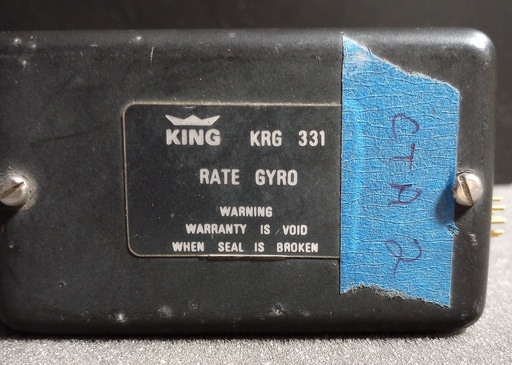 KING KRG 331
RATE GYRO
WARNING
WARRANTY IS VOID
WHEN SEAL IS BROKEN
CTA 2